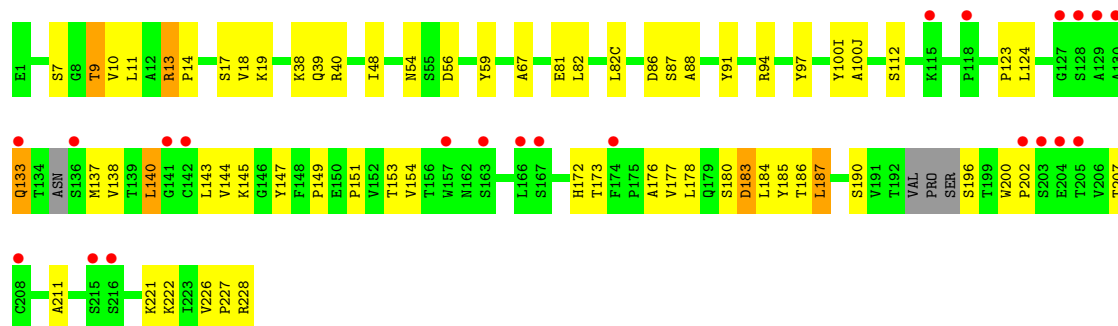 E1 S7 G8 T9 V10 L11 A12 R13 P14 S17 V18 K19 K38 Q39 R40 I48 N54 S55 D56 Y59 A67 E81 L82 L82C D86 S87 A88 Y91 R94 Y97 Y100I A100J S112 K115 P118 P123 L124 G127 S128 A129 A130
Q133 T134 ASN S136 M137 V138 T139 L140 G141 C142 L143 V144 K145 G146 Y147 F148 P149 E150 P151 V152 T153 V154 T156 W157 N162 S163 L166 S167 H172 T173 F174 P175 A176 V177 L178 Q179 S180 D183 L184 Y185 T186 L187 S190 V191 T192 VAL PRO SER S196 T199 W200 P202 S203 E204 T205 V206 T207
C208 A211 S215 S216 K221 K222 I223 V226 P227 R228